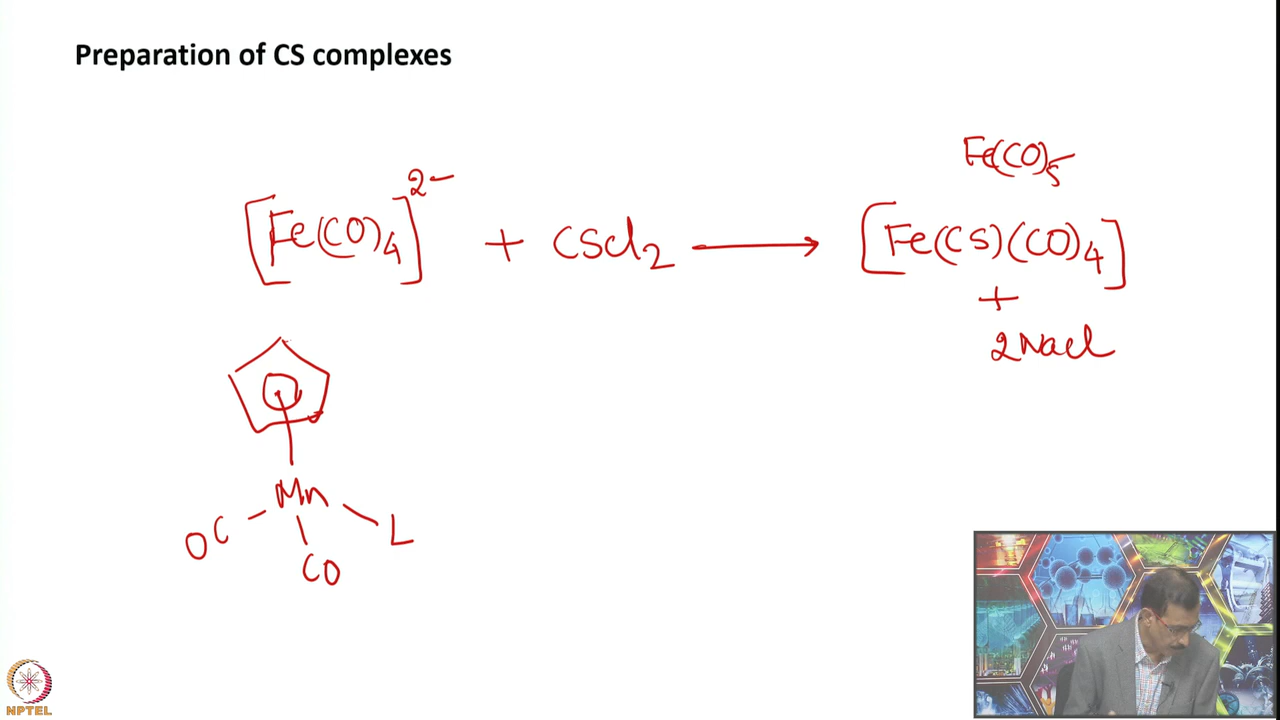 Preparation of CS complexes
Fe(CO)5
[Fe(CO)4]2- + CSCl2 → [Fe(CS)(CO)4]
+
2NaCl
Mn
OC
L
CO
NPTEL